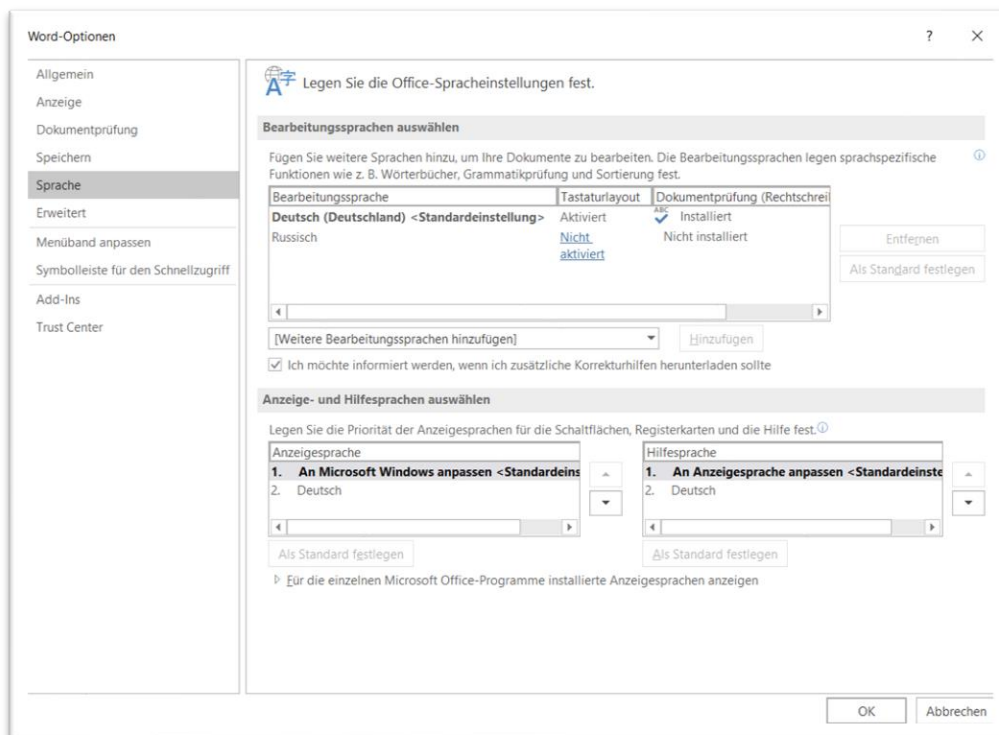 Word-Optionen
?
Allgemein
Anzeige
Dokumentprüfung
Speichern
Sprache
Erweitert
Menüband anpassen
Symbolleiste für den Schnellzugriff
Add-Ins
Trust Center
A字 Legen Sie die Office-Spracheinstellungen fest.
Bearbeitungssprachen auswählen
Fügen Sie weitere Sprachen hinzu, um Ihre Dokumente zu bearbeiten. Die Bearbeitungssprachen legen sprachspezifische
Funktionen wie z. B. Wörterbücher, Grammatikprüfung und Sortierung fest.
Bearbeitungssprache Tastaturlayout Dokumentprüfung (Rechtschrei
Deutsch (Deutschland) <Standardeinstellung> Aktiviert ABC Installiert
Russisch Nicht Nicht installiert
aktiviert
Entfernen
Als Standard festlegen
[Weitere Bearbeitungssprachen hinzufügen] Hinzufügen
Ich möchte informiert werden, wenn ich zusätzliche Korrekturhilfen herunterladen sollte
Anzeige- und Hilfesprachen auswählen
Legen Sie die Priorität der Anzeigesprachen für die Schaltflächen, Registerkarten und die Hilfe fest.
Anzeigesprache
1. An Microsoft Windows anpassen <Standardeins
2. Deutsch
Als Standard festlegen
Hilfesprache
1. An Anzeigesprache anpassen <Standardeinste
2. Deutsch
Als Standard festlegen
Für die einzelnen Microsoft Office-Programme installierte Anzeigesprachen anzeigen
OK Abbrechen